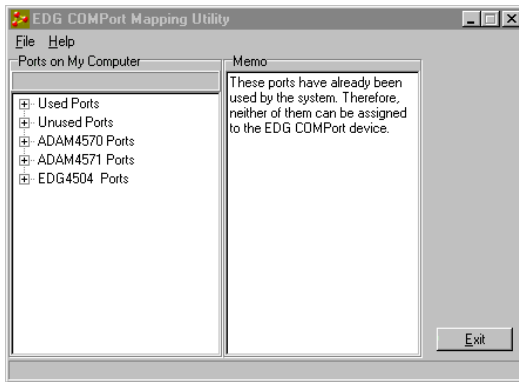 EDG COMPort Mapping Utility
File Help
Ports on My Computer
Used Ports
Unused Ports
ADAM4570 Ports
ADAM4571 Ports
EDG4504 Ports
Memo
These ports have already been
used by the system. Therefore,
neither of them can be assigned
to the EDG COMPort device.
Exit